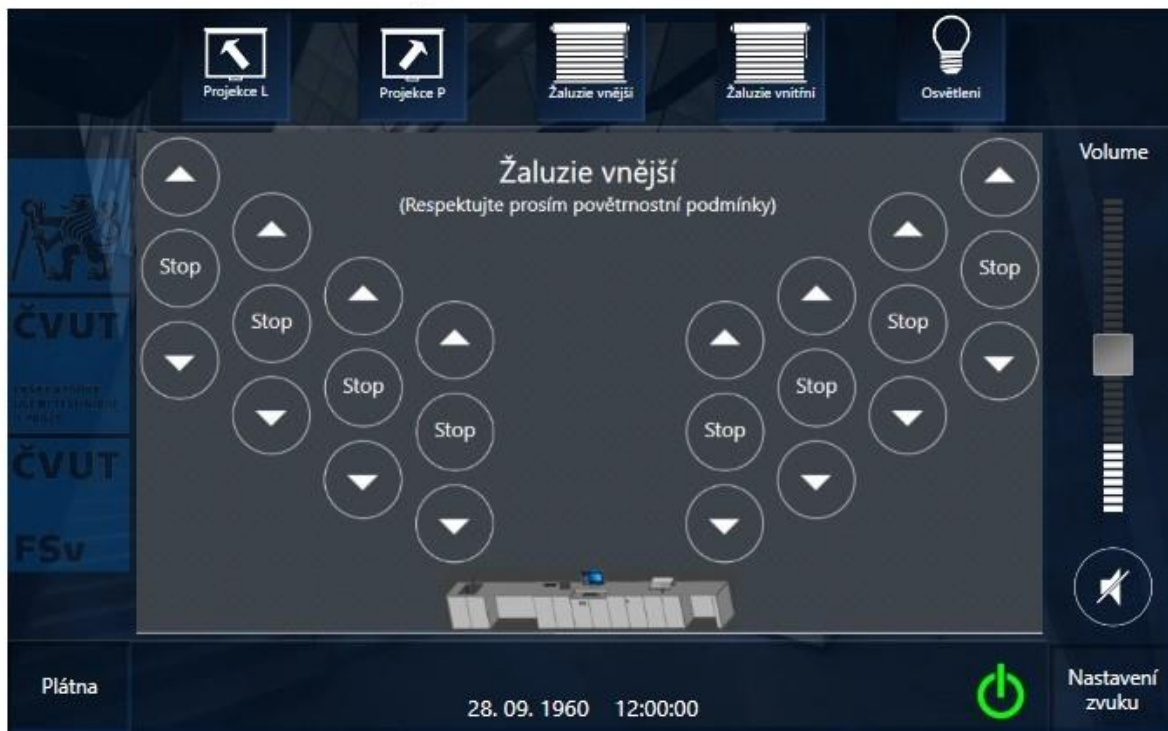 Projekce L
Projekce P
Žaluzie vnější
Žaluzie vnitřní
Osvětlení
Žaluzie vnější
(Respektujte prosím povětrnostní podmínky)
Volume
Stop
Stop
Stop
Stop
Stop
Stop
Stop
Stop
ČVUT
ČVUT
FSv
Plátna
28. 09. 1960 12:00:00
Nastavení
zvuku